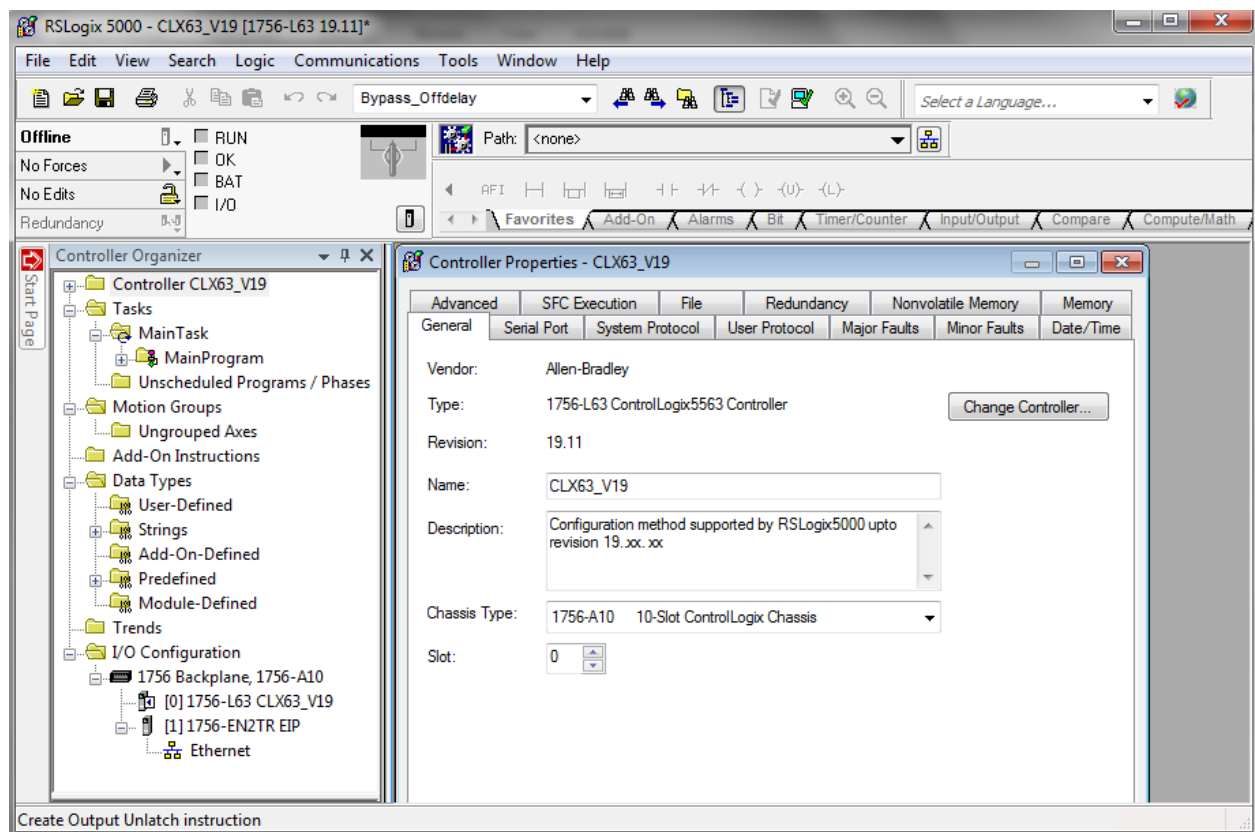 RSLogix 5000 - CLX63_V19 [1756-L63 19.11]*
File Edit View Search Logic Communications Tools Window Help
Bypass_Offdelay
Select a Language...
Offline
RUN
No Forces
OK
No Edits
BAT
Redundancy
I/O
Path: <none>
AFI
(U)
(L)
Favorites Add-On Alarms Bit Timer/Counter Input/Output Compare Compute/Math
Start Page
Controller Organizer
Controller CLX63_V19
Tasks
MainTask
MainProgram
Unscheduled Programs / Phases
Motion Groups
Ungrouped Axes
Add-On Instructions
Data Types
User-Defined
Strings
Add-On-Defined
Predefined
Module-Defined
Trends
I/O Configuration
1756 Backplane, 1756-A10
[0] 1756-L63 CLX63_V19
[1] 1756-EN2TR EIP
Ethernet
Controller Properties - CLX63_V19
Advanced SFC Execution File Redundancy Nonvolatile Memory Memory
General Serial Port System Protocol User Protocol Major Faults Minor Faults Date/Time
Vendor: Allen-Bradley
Type: 1756-L63 ControlLogix5563 Controller
Change Controller...
Revision: 19.11
Name: CLX63_V19
Description: Configuration method supported by RSLogix5000 upto
revision 19..xx. xx
Chassis Type: 1756-A10 10-Slot ControlLogix Chassis
Slot: 0
Create Output Unlatch instruction